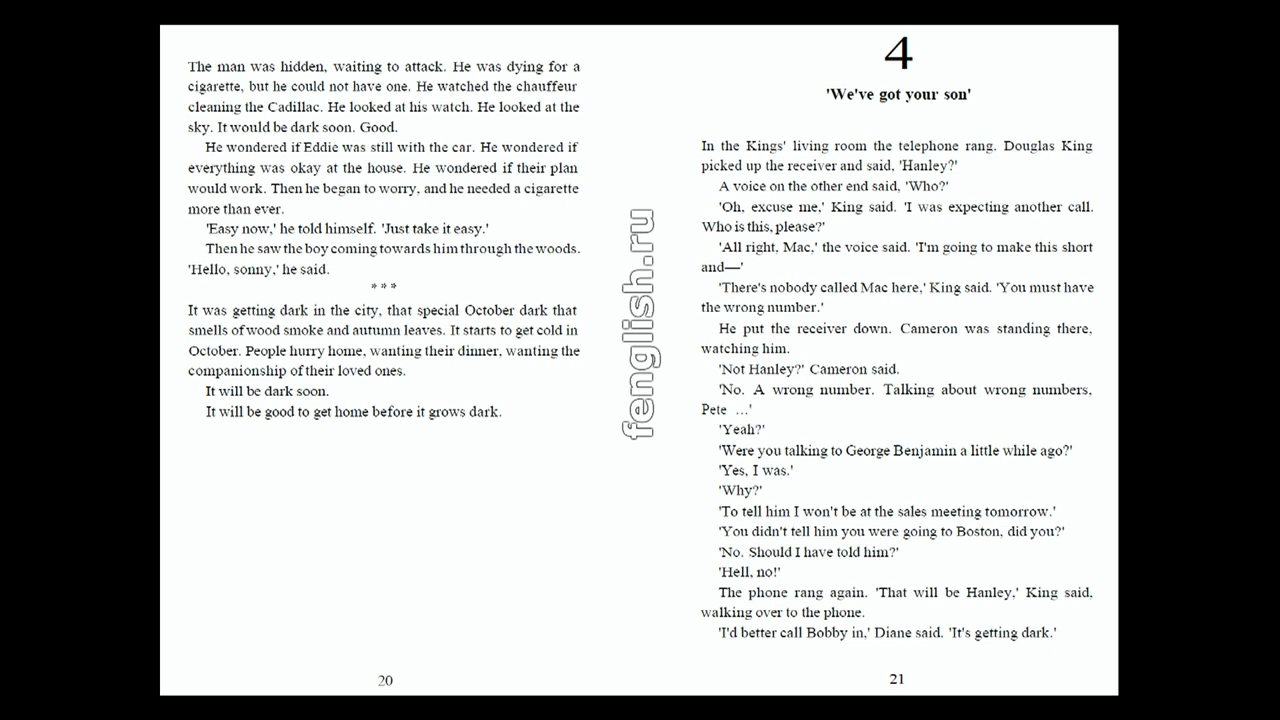 The man was hidden, waiting to attack. He was dying for a
cigarette, but he could not have one. He watched the chauffeur
cleaning the Cadillac. He looked at his watch. He looked at the
sky. It would be dark soon. Good.
He wondered if Eddie was still with the car. He wondered if
everything was okay at the house. He wondered if their plan
would work. Then he began to worry, and he needed a cigarette
more than ever.
'Easy now,' he told himself. 'Just take it easy.'
Then he saw the boy coming towards him through the woods.
'Hello, sonny,' he said.
* * *
It was getting dark in the city, that special October dark that
smells of wood smoke and autumn leaves. It starts to get cold in
October. People hurry home, wanting their dinner, wanting the
companionship of their loved ones.
It will be dark soon.
It will be good to get home before it grows dark.
20
fenglish.ru
4
'We've got your son'
In the Kings' living room the telephone rang. Douglas King
picked up the receiver and said, 'Hanley?'
A voice on the other end said, 'Who?'
'Oh, excuse me,' King said. 'I was expecting another call.
Who is this, please?'
'All right, Mac,' the voice said. 'I'm going to make this short
and—'
'There's nobody called Mac here,' King said. 'You must have
the wrong number.'
He put the receiver down. Cameron was standing there,
watching him.
'Not Hanley?' Cameron said.
'No. A wrong number. Talking about wrong numbers,
Pete ...'
'Yeah?'
'Were you talking to George Benjamin a little while ago?'
'Yes, I was.'
'Why?'
'To tell him I won't be at the sales meeting tomorrow.'
'You didn't tell him you were going to Boston, did you?'
'No. Should I have told him?'
'Hell, no!'
The phone rang again. 'That will be Hanley,' King said,
walking over to the phone.
'I'd better call Bobby in,' Diane said. 'It's getting dark.'
21